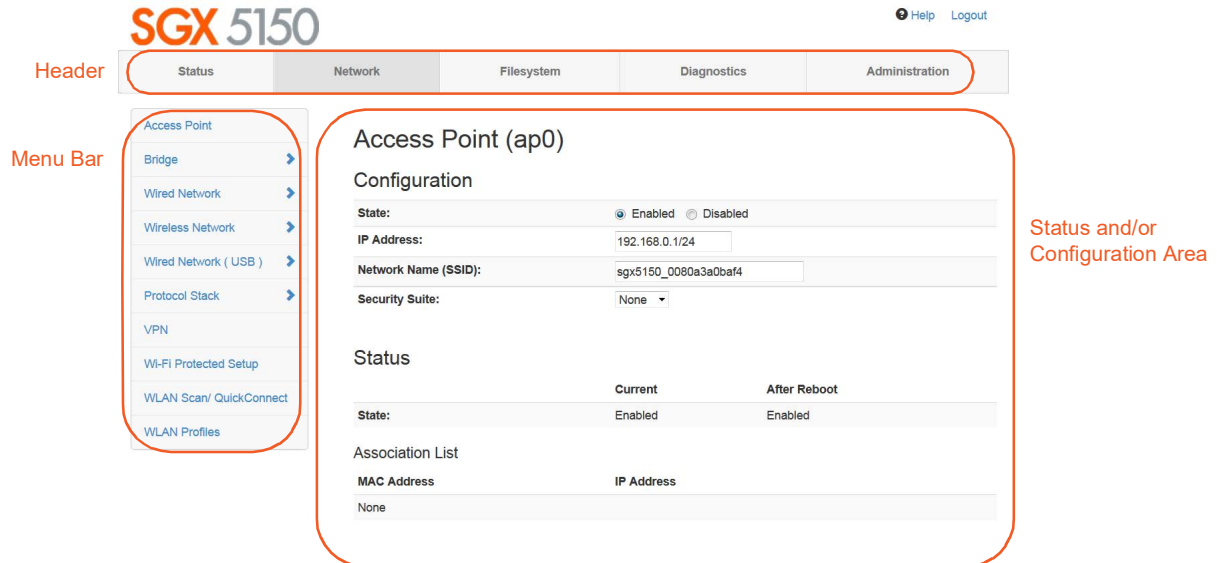 SGX 5150
Help Logout
Header
Status Network Filesystem Diagnostics Administration
Menu Bar
Access Point
Bridge
Wired Network
Wireless Network
Wired Network ( USB )
Protocol Stack
VPN
Wi-Fi Protected Setup
WLAN Scan/ QuickConnect
WLAN Profiles
Access Point (ap0)
Configuration
State: Enabled Disabled
IP Address: 192.168.0.1/24
Network Name (SSID): sgx5150_0080a3a0baf4
Security Suite: None
Status
Current After Reboot
State: Enabled Enabled
Association List
MAC Address IP Address
None
Status and/or
Configuration Area